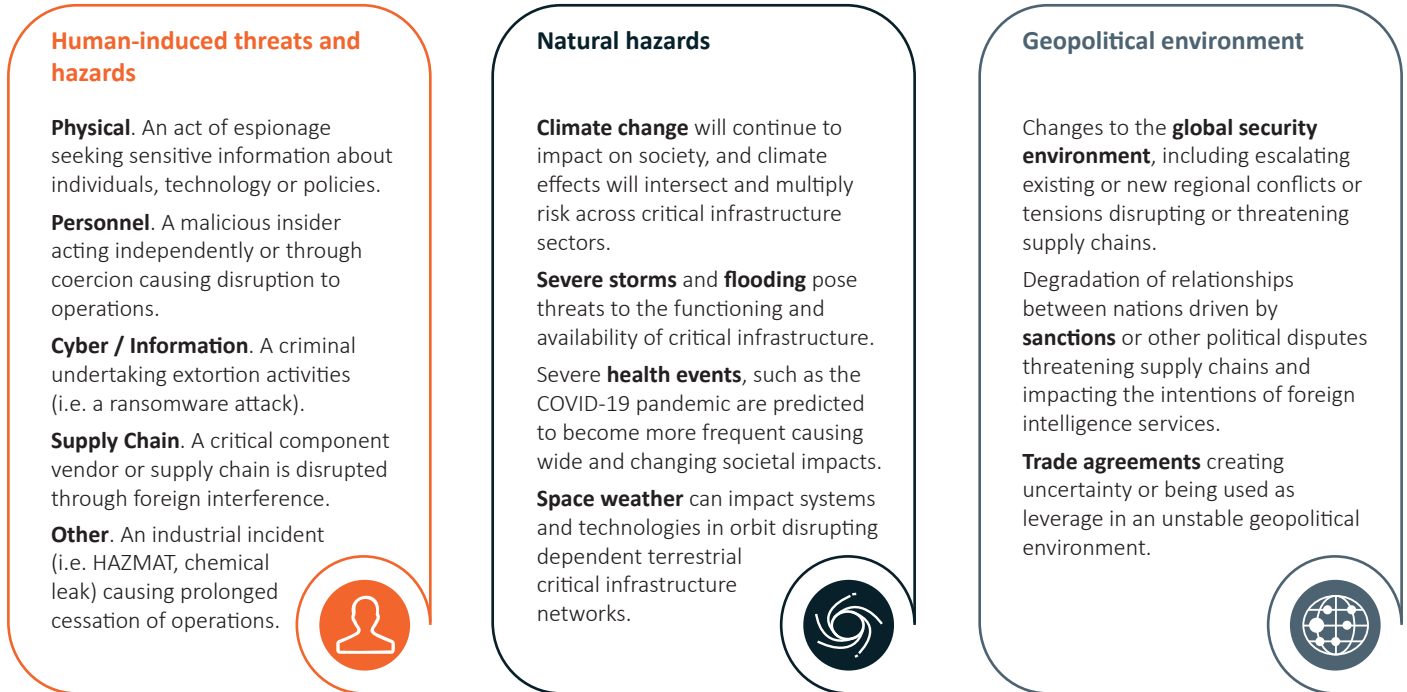 Human-induced threats and
hazards
Physical. An act of espionage
seeking sensitive information about
individuals, technology or policies.
Personnel. A malicious insider
acting independently or through
coercion causing disruption to
operations.
Cyber / Information. A criminal
undertaking extortion activities
(i.e. a ransomware attack).
Supply Chain. A critical component
vendor or supply chain is disrupted
through foreign interference.
Other. An industrial incident
(i.e. HAZMAT, chemical
leak) causing prolonged
cessation of operations.
Natural hazards
Climate change will continue to
impact on society, and climate
effects will intersect and multiply
risk across critical infrastructure
sectors.
Severe storms and flooding pose
threats to the functioning and
availability of critical infrastructure.
Severe health events, such as the
COVID-19 pandemic are predicted
to become more frequent causing
wide and changing societal impacts.
Space weather can impact systems
and technologies in orbit disrupting
dependent terrestrial
critical infrastructure
networks.
Geopolitical environment
Changes to the global security
environment, including escalating
existing or new regional conflicts or
tensions disrupting or threatening
supply chains.
Degradation of relationships
between nations driven by
sanctions or other political disputes
threatening supply chains and
impacting the intentions of foreign
intelligence services.
Trade agreements creating
uncertainty or being used as
leverage in an unstable geopolitical
environment.